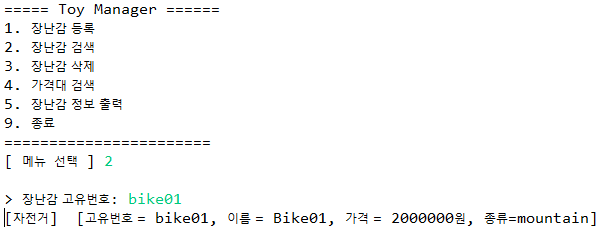 ===== Toy Manager ======
1. 장난감 등록
2. 장난감 검색
3. 장난감 삭제
4. 가격대 검색
5. 장난감 정보 출력
9. 종료
=======================
[ 메뉴 선택 ] 2
> 장난감 고유번호: bike01
[자전거]  [고유번호 = bike01, 이름 = Bike01, 가격 = 2000000원, 종류=mountain]